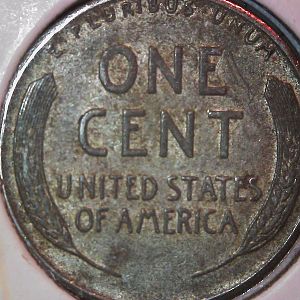 E PLURIBUS UNUM
ONE
CENT
UNITED STATES
OF AMERICA